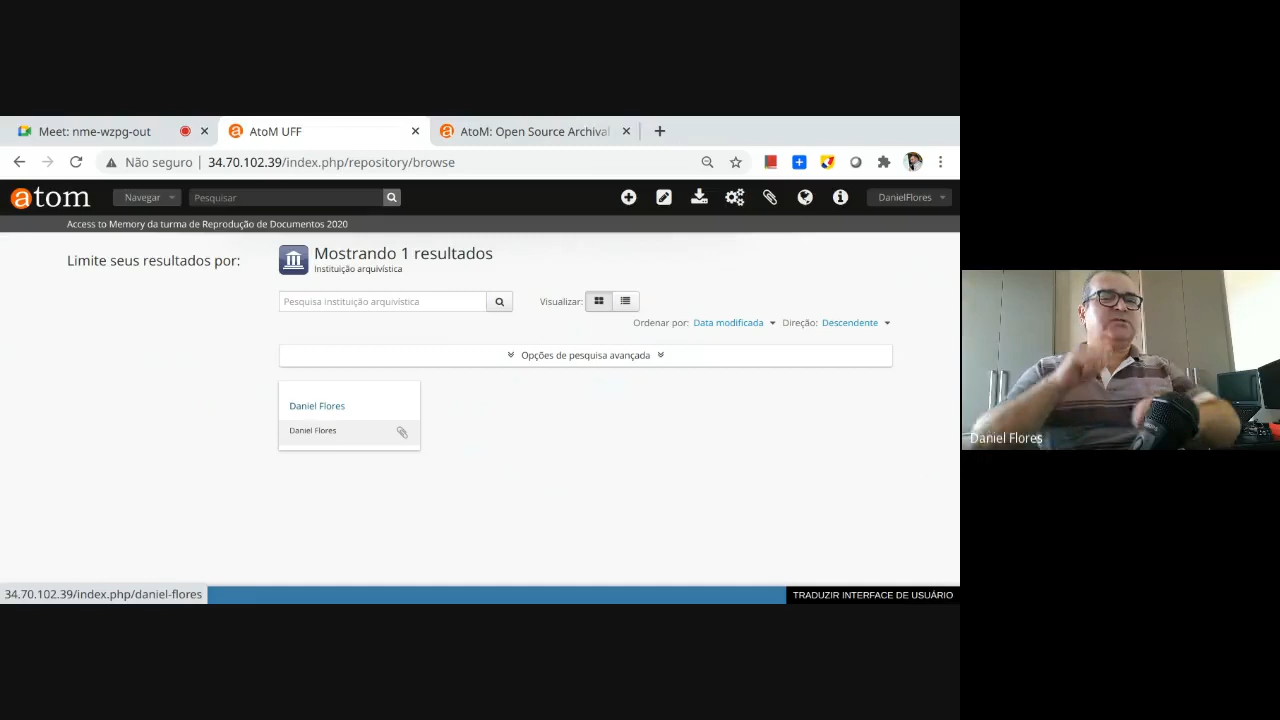 Meet: nme-wzpg-out
AtoM UFF
AtoM: Open Source Archival
Não seguro
34.70.102.39/index.php/repository/browse
atom
Navegar
Pesquisar
DanielFlores
Access to Memory da turma de Reprodução de Documentos 2020
Limite seus resultados por:
Mostrando 1 resultados
Instituição arquivística
Pesquisa instituição arquivística
Visualizar:
Ordenar por: Data modificada Direção: Descendente
Opções de pesquisa avançada
Daniel Flores
Daniel Flores
34.70.102.39/index.php/daniel-flores
TRADUZIR INTERFACE DE USUÁRIO
Daniel Flores